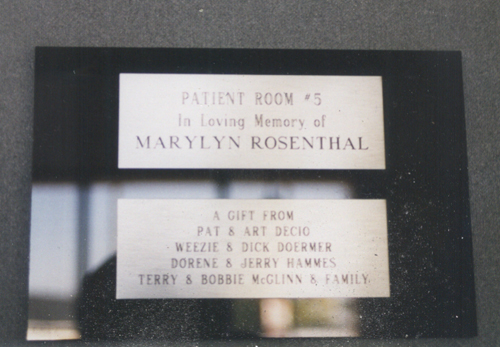 PATIENT ROOM #5
In Loving Memory of
MARYLYN ROSENTHAL
A GIFT FROM
PAT & ART DECIO
WEEZIE & DICK DOERMER
DORENE & JERRY HAMMES
TERRY & BOBBIE McGLINN & FAMILY